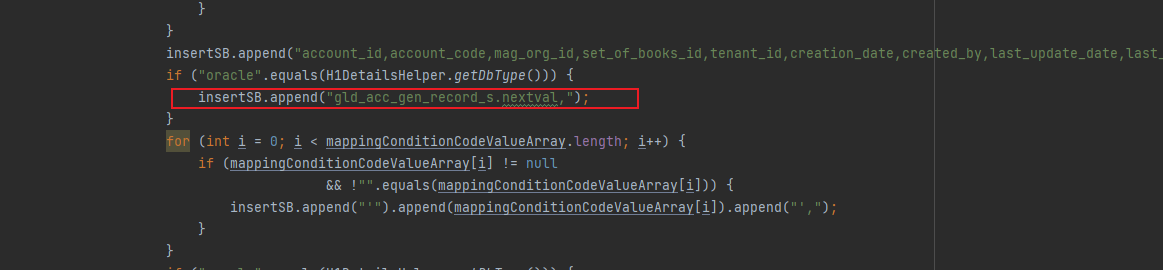 }
}
insertSB.append("account_id,account_code,mag_org_id,set_of_books_id,tenant_id,creation_date,created_by,last_update_date,last_
if ("oracle".equals(H1DetailsHelper.getDbType())) {
insertSB.append("gld_acc_gen_record_s.nextval,");
}
for (int i = 0; i < mappingConditionCodeValueArray.length; i++) {
if (mappingConditionCodeValueArray[i] != null
&& !"".equals(mappingConditionCodeValueArray[i])) {
insertSB.append("'").append(mappingConditionCodeValueArray[i]).append("',");
}
}